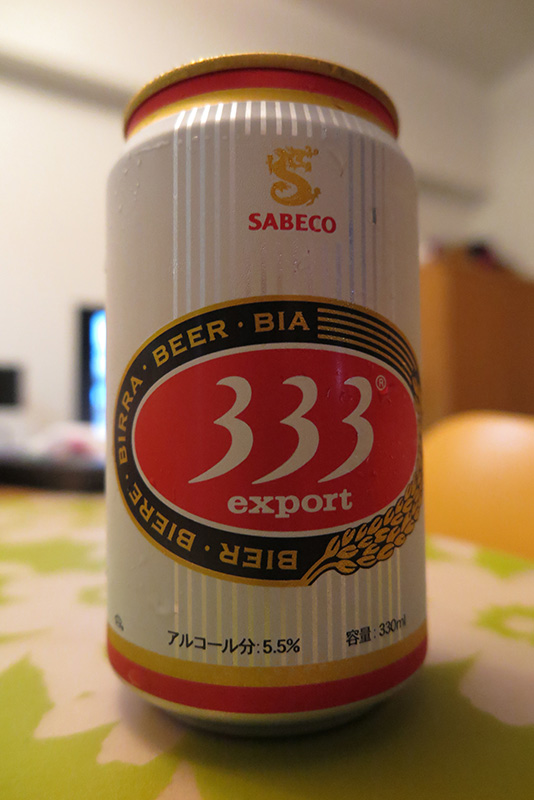 SABECO
BIER · BIERE · BIRRA · BEER · BIA
333®
export
アルコール分:5.5%
容量:330ml